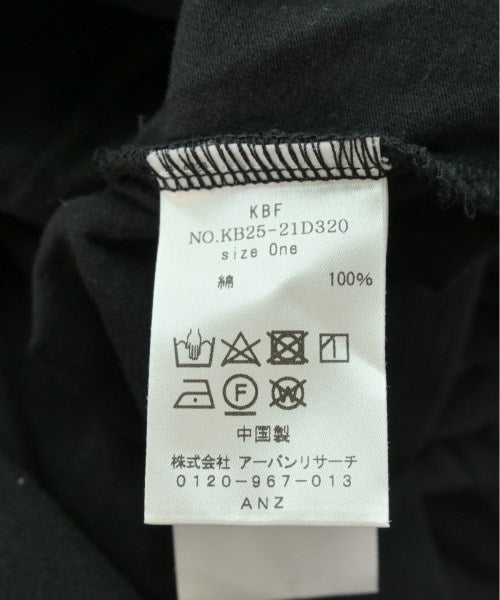 KBF
NO.KB25-21D320
size One
綿 100%
F W
中国製
株式会社 アーバンリサーチ
0120-967-013
ANZ